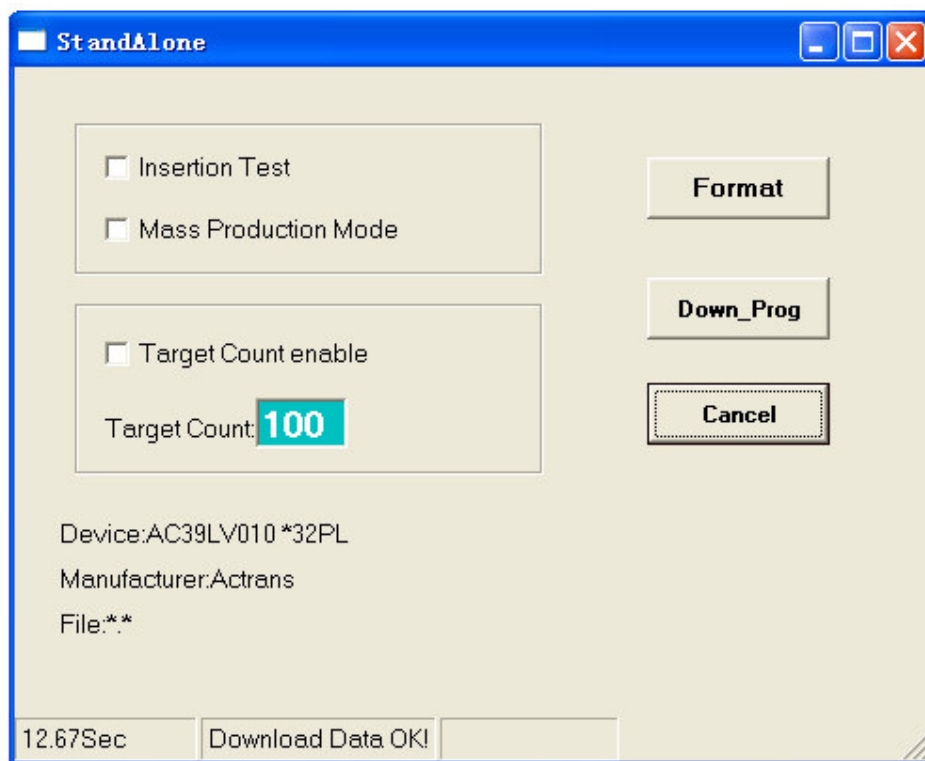 StandAlone
Insertion Test
Mass Production Mode
Format
Down_Prog
Target Count enable
Target Count:100
Cancel
Device:AC39LV010 *32PL
Manufacturer:Actrans
File:*.*
12.67Sec
Download Data OK!